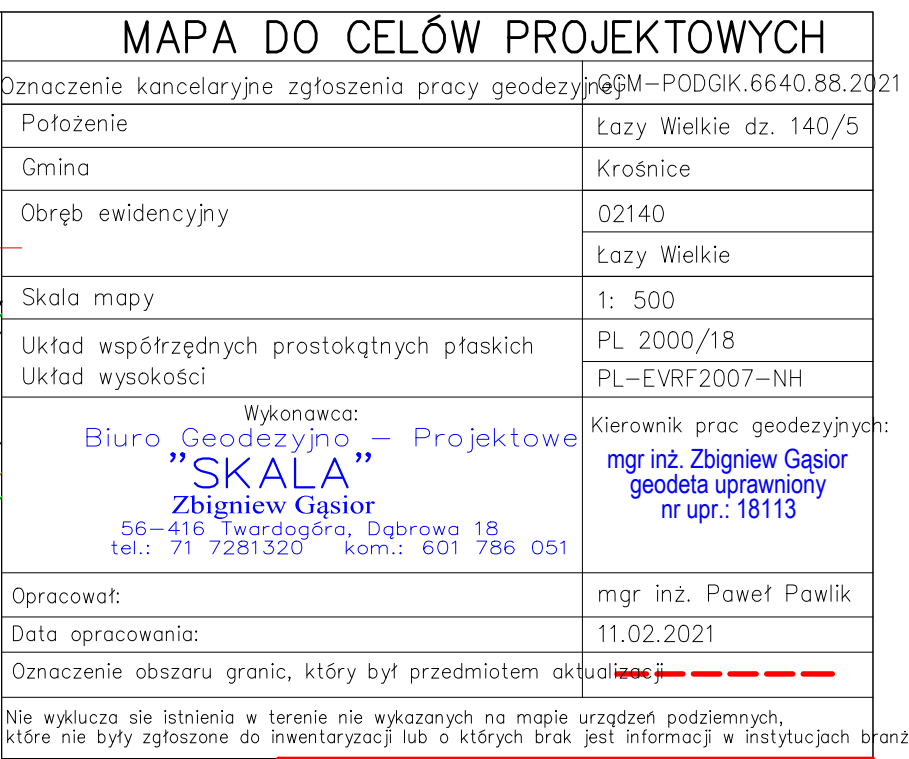 MAPA DO CELÓW PROJEKTOWYCH
Oznaczenie kancelaryjne zgłoszenia pracy geodezyjnej GGM-PODGIK.6640.88.2021
Położenie Łazy Wielkie dz. 140/5
Gmina Krośnice
Obręb ewidencyjny 02140
Łazy Wielkie
Skala mapy 1: 500
Układ współrzędnych prostokątnych płaskich PL 2000/18
Układ wysokości PL-EVRF2007-NH
Wykonawca:
Biuro Geodezyjno - Projektowe
"SKALA"
Zbigniew Gąsior
56-416 Twardogóra, Dąbrowa 18
tel.: 71 7281320 kom.: 601 786 051
Kierownik prac geodezyjnych:
mgr inż. Zbigniew Gąsior
geodeta uprawniony
nr upr.: 18113
Opracował: mgr inż. Paweł Pawlik
Data opracowania: 11.02.2021
Oznaczenie obszaru granic, który był przedmiotem aktualizacji
Nie wyklucza sie istnienia w terenie nie wykazanych na mapie urządzeń podziemnych,
które nie były zgłoszone do inwentaryzacji lub o których brak jest informacji w instytucjach branż